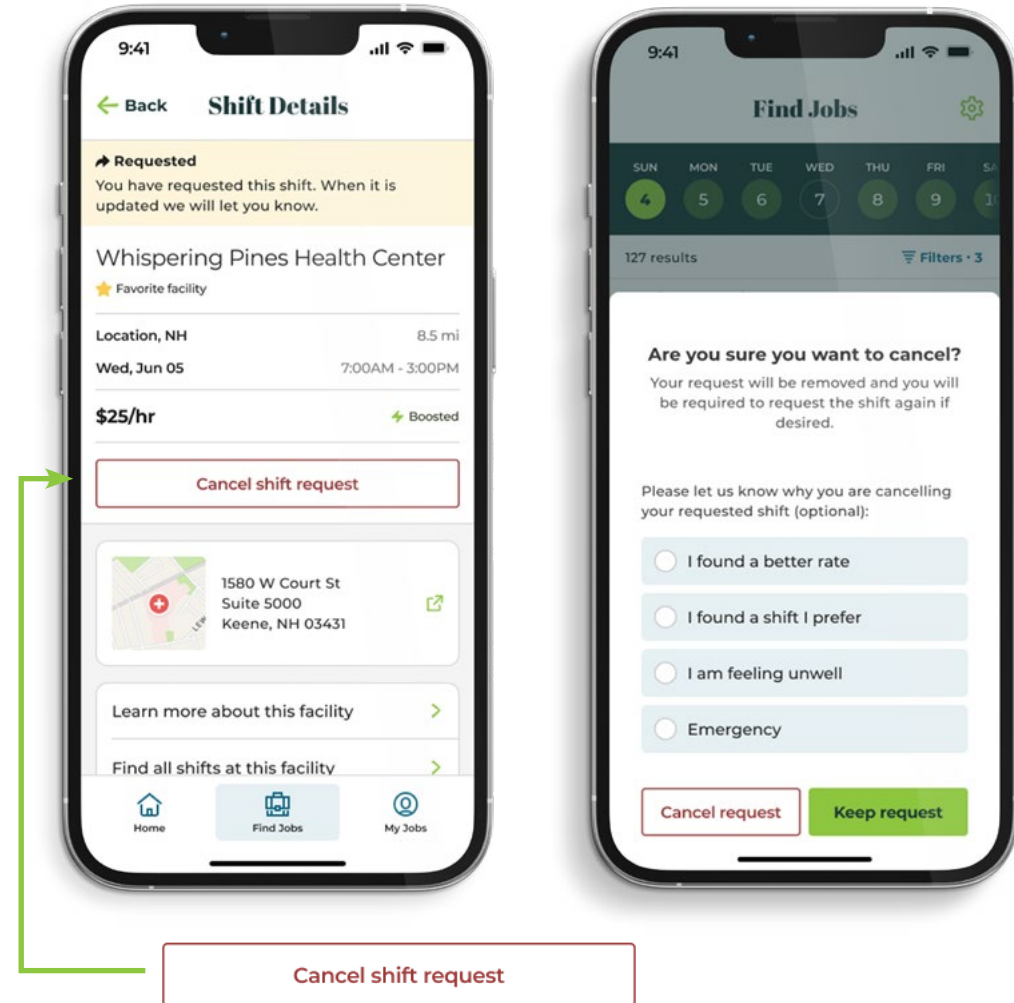 9:41
Back Shift Details
Requested
You have requested this shift. When it is
updated we will let you know.
Whispering Pines Health Center
Favorite facility
Location, NH 8.5 mi
Wed, Jun 05 7:00AM - 3:00PM
$25/hr Boosted
Cancel shift request
1580 W Court St
Suite 5000
Keene, NH 03431
Learn more about this facility
Find all shifts at this facility
Home Find Jobs My Jobs
9:41
Find Jobs
SUN MON TUE WED THU FRI
4 5 6 7 8 9
127 results Filters • 3
Are you sure you want to cancel?
Your request will be removed and you will
be required to request the shift again if
desired.
Please let us know why you are cancelling
your requested shift (optional):
I found a better rate
I found a shift I prefer
I am feeling unwell
Emergency
Cancel request Keep request
Cancel shift request